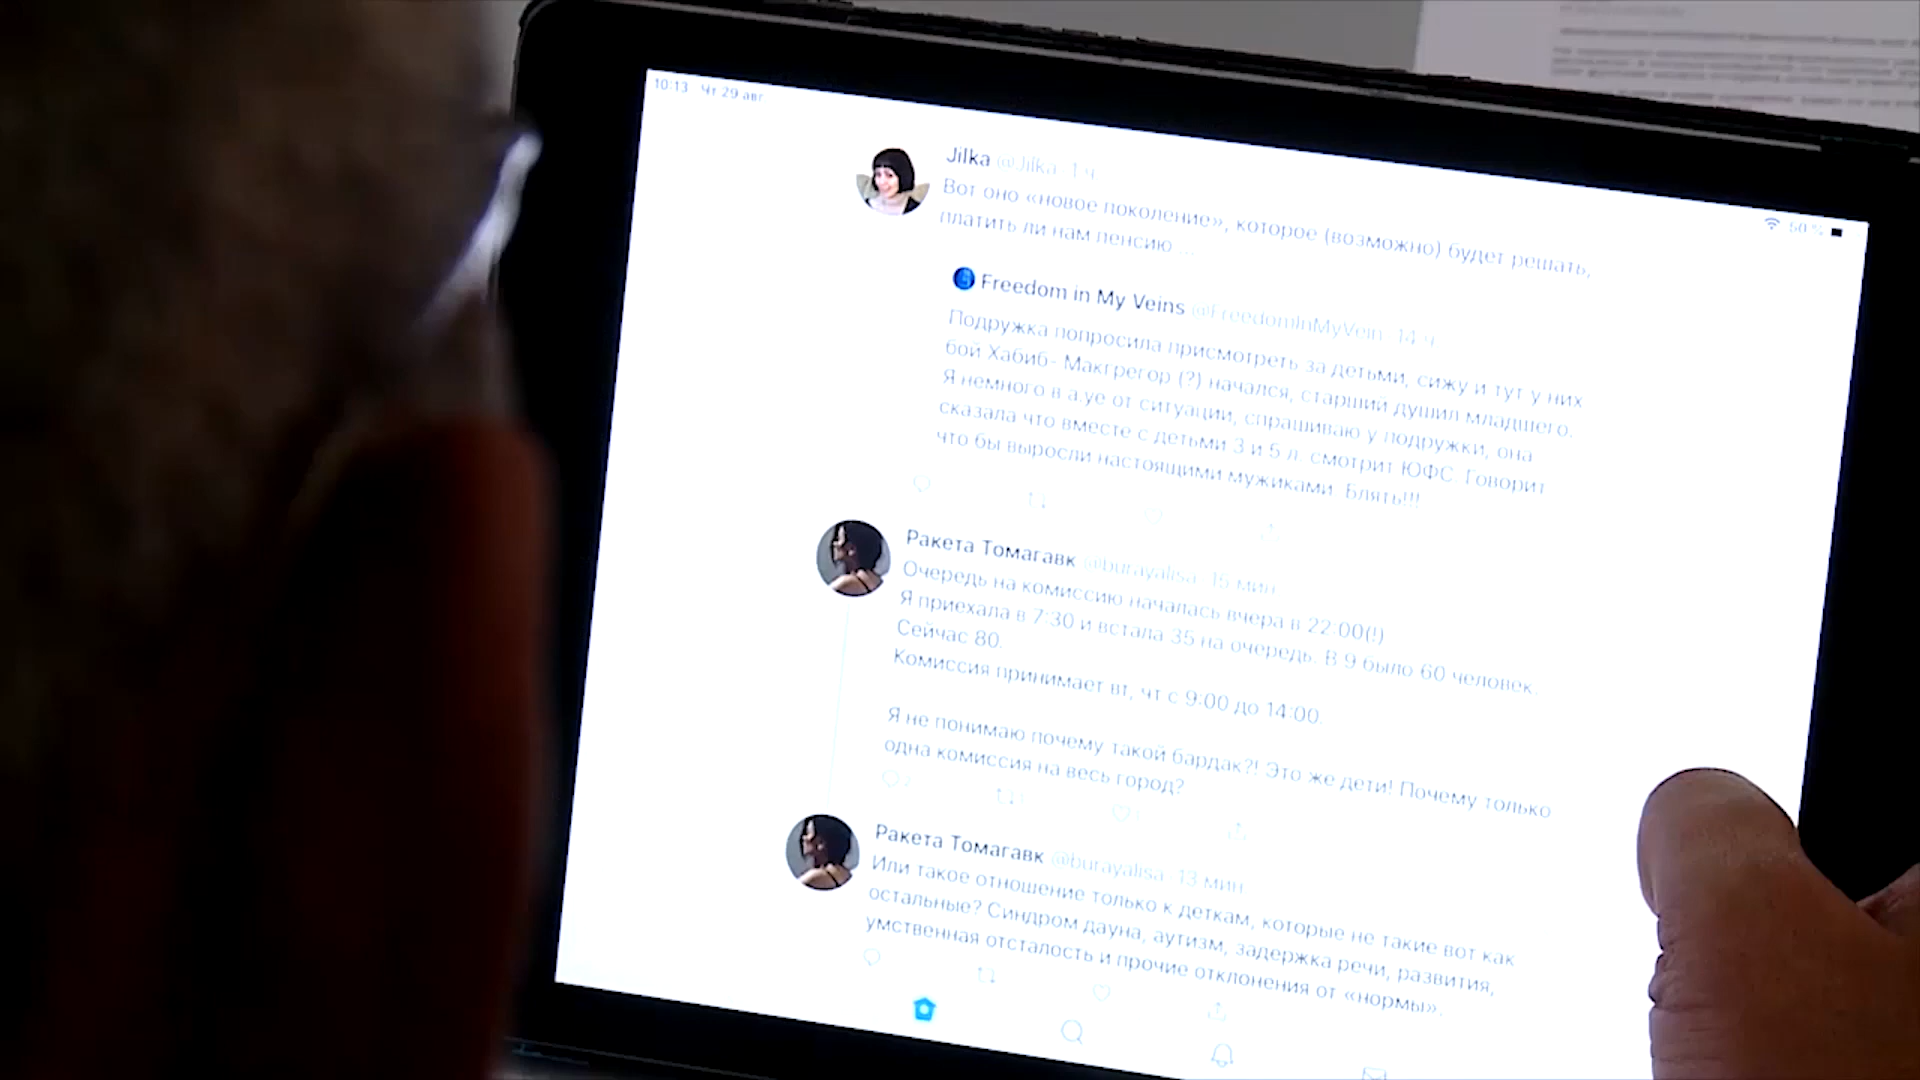 10:13 Чт 29 авг.
50 %
Jilka @Jilka · 1 ч
Вот оно «новое поколение», которое (возможно) будет решать,
платить ли нам пенсию ...
Freedom in My Veins @FreedomInMyVein · 14 ч
Подружка попросила присмотреть за детьми, сижу и тут у них
бой Хабиб- Макгрегор (?) начался, старший душил младшего.
Я немного в а.уе от ситуации, спрашиваю у подружки, она
сказала что вместе с детьми 3 и 5 л. смотрит ЮФС. Говорит
что бы выросли настоящими мужиками. Блять!!!
Ракета Томагавк @burayalisa · 15 мин
Очередь на комиссию началась вчера в 22:00(!)
Я приехала в 7:30 и встала 35 на очередь. В 9 было 60 человек.
Сейчас 80.
Комиссия принимает вт, чт с 9:00 до 14:00.
Я не понимаю почему такой бардак?! Это же дети! Почему только
одна комиссия на весь город?
Ракета Томагавк @burayalisa · 13 мин
Или такое отношение только к деткам, которые не такие вот как
остальные? Синдром дауна, аутизм, задержка речи, развития,
умственная отсталость и прочие отклонения от «нормы».